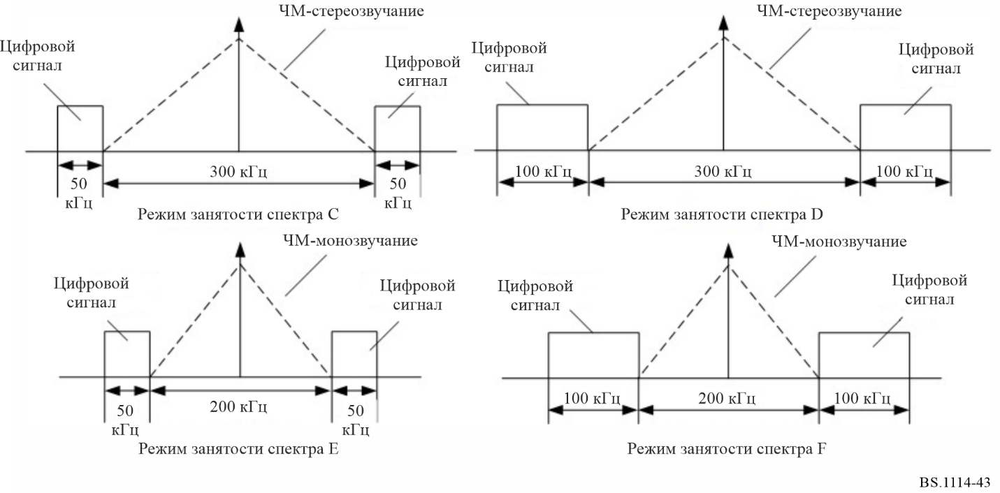 ЧМ-стереозвучание
Цифровой
сигнал
Цифровой
сигнал
50
кГц
300 кГц
50
кГц
Режим занятости спектра C
ЧМ-стереозвучание
Цифровой
сигнал
Цифровой
сигнал
100 кГц
300 кГц
100 кГц
Режим занятости спектра D
ЧМ-монозвучание
Цифровой
сигнал
Цифровой
сигнал
50
кГц
200 кГц
50
кГц
Режим занятости спектра E
ЧМ-монозвучание
Цифровой
сигнал
Цифровой
сигнал
100 кГц
200 кГц
100 кГц
Режим занятости спектра F
BS.1114-43